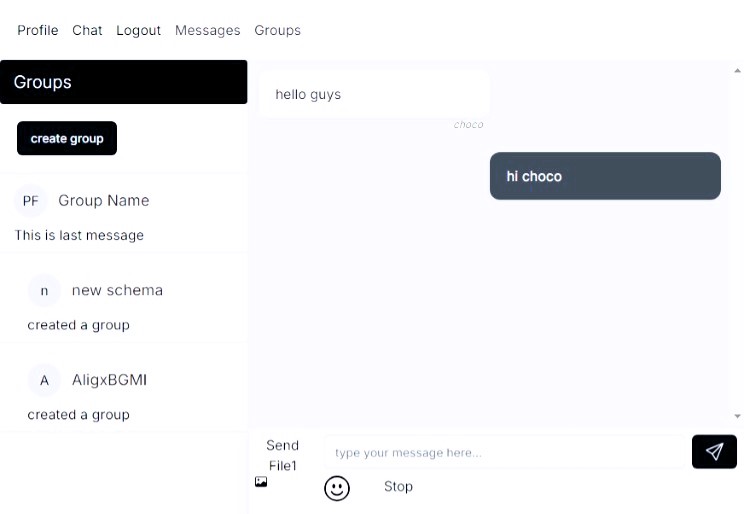 Profile Chat Logout Messages Groups
Groups
create group
PF Group Name
This is last message
n new schema
created a group
A AligxBGMI
created a group
hello guys
choco
hi choco
Send
File1
type your message here...
Stop